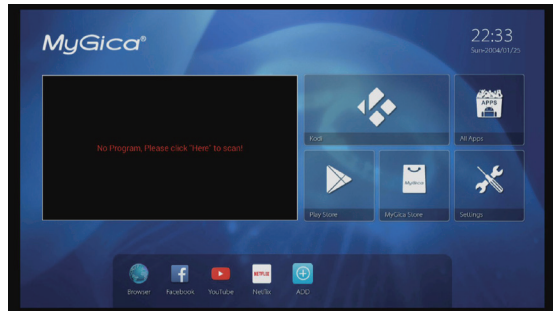 MyGica®
22:33
Sun-2004/01/25
No Program, Please click "Here" to scan!
Kodi
APPS
All Apps
Play Store
MyGica
MyGica Store
Settings
Browser
Facebook
YouTube
NETFLIX
Netflix
ADD